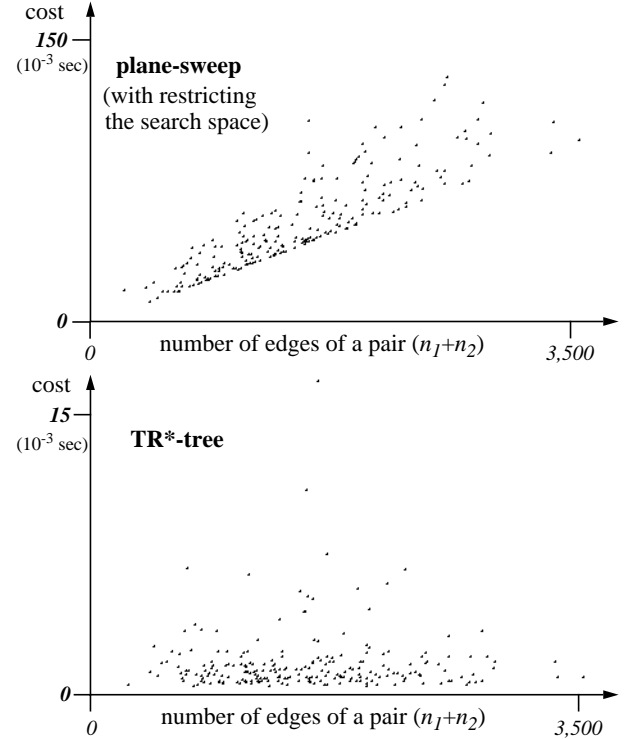 cost
150
(10-3 sec)
plane-sweep
(with restricting
the search space)
0
0
number of edges of a pair (n1+n2)
3,500
cost
15
(10-3 sec)
TR*-tree
0
0
number of edges of a pair (n1+n2)
3,500